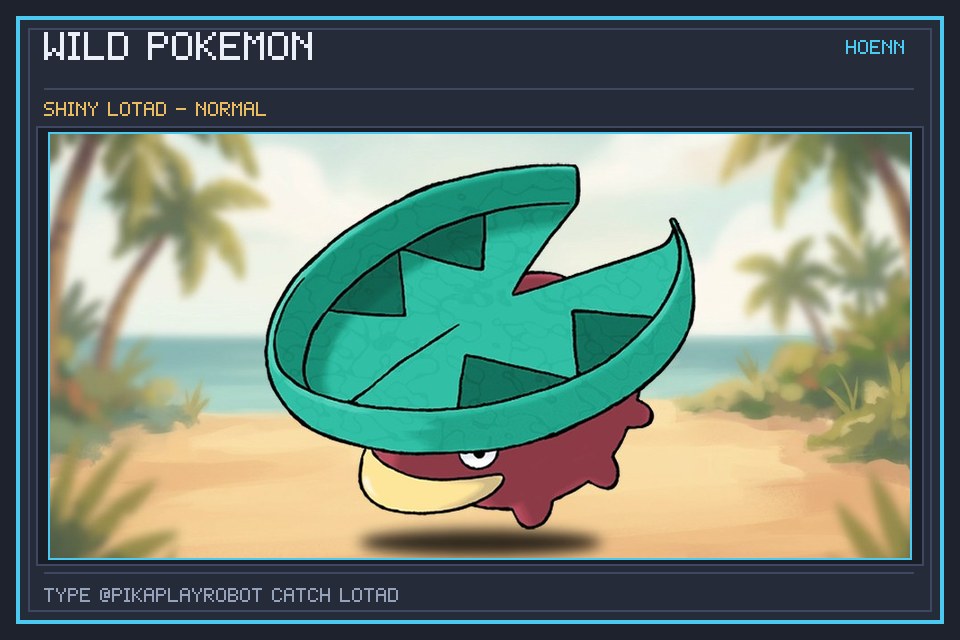 WILD POKEMON
HOENN
SHINY LOTAD - NORMAL
TYPE @PIKAPLAYROBOT CATCH LOTAD